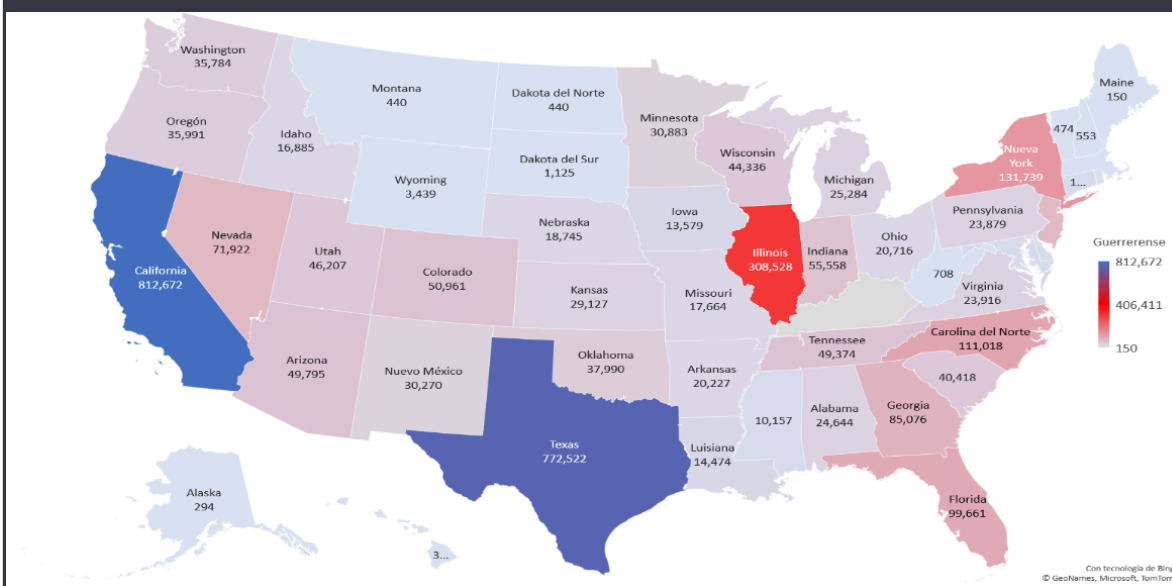 Washington
35,784
Oregón
35,991
Idaho
16,885
Montana
440
Wyoming
3,439
Dakota del Norte
440
Dakota del Sur
1,125
Minnesota
30,883
Wisconsin
44,336
Michigan
25,284
Maine
150
474
553
Nueva
York
131,739
1...
Pennsylvania
23,879
California
812,672
Nevada
71,922
Utah
46,207
Colorado
50,961
Nebraska
18,745
Iowa
13,579
Kansas
29,127
Missouri
17,664
Illinois
308,528
Indiana
55,558
Ohio
20,716
708
Virginia
23,916
Arizona
49,795
Nuevo México
30,270
Oklahoma
37,990
Arkansas
20,227
Tennessee
49,374
Carolina del Norte
111,018
40,418
Texas
772,522
Luisiana
14,474
10,157
Alabama
24,644
Georgia
85,076
Florida
99,661
Alaska
294
3...
Guerrerense
812,672
406,411
150
Con tecnología de Bing
© GeoNames, Microsoft, TomTom